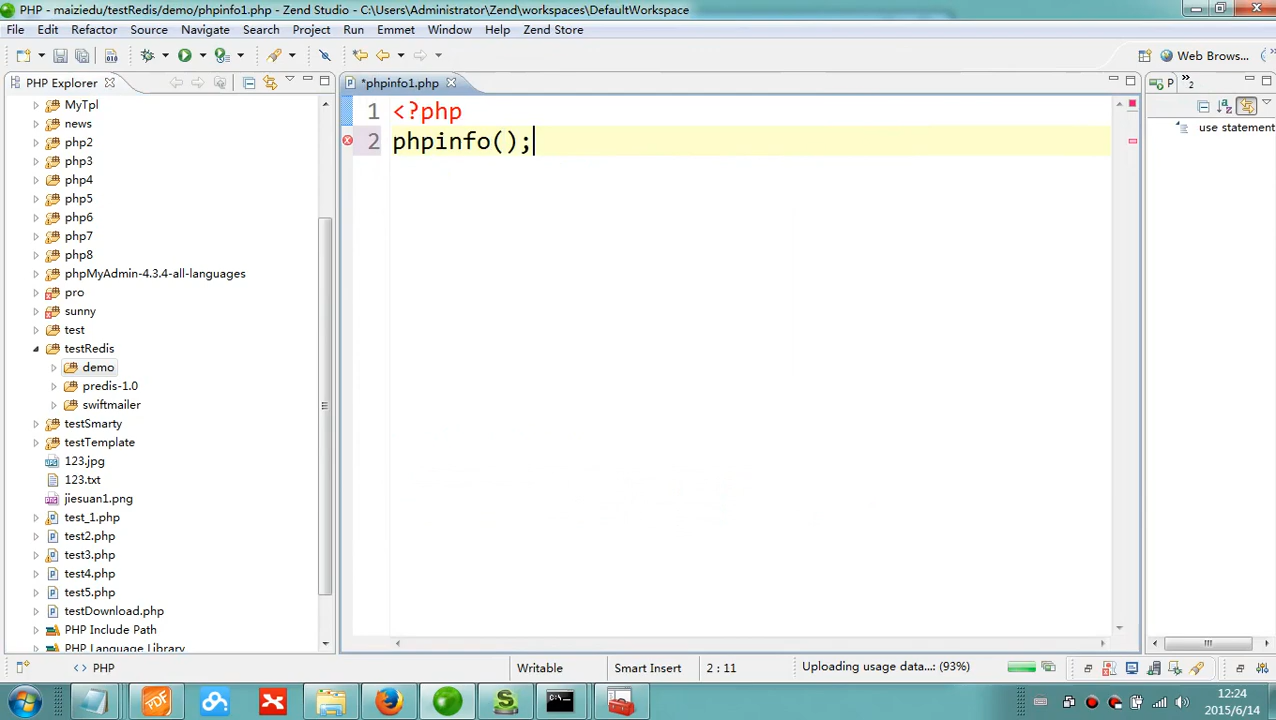 PHP - maiziedu/testRedis/demo/phpinfo1.php - Zend Studio - C:\Users\Administrator\Zend\workspaces\DefaultWorkspace
File Edit Refactor Source Navigate Search Project Run Emmet Window Help Zend Store
Web Brows...
PHP Explorer
*phpinfo1.php
P
»2
MyTpl
news
php2
php3
php4
php5
php6
php7
php8
phpMyAdmin-4.3.4-all-languages
pro
sunny
test
testRedis
demo
predis-1.0
swiftmailer
testSmarty
testTemplate
123.jpg
123.txt
jiesuan1.png
test_1.php
test2.php
test3.php
test4.php
test5.php
testDownload.php
PHP Include Path
PHP Language Library
1 <?php
2 phpinfo();
use statement
<> PHP
Writable
Smart Insert
2 : 11
Uploading usage data...: (93%)
12:24
2015/6/14